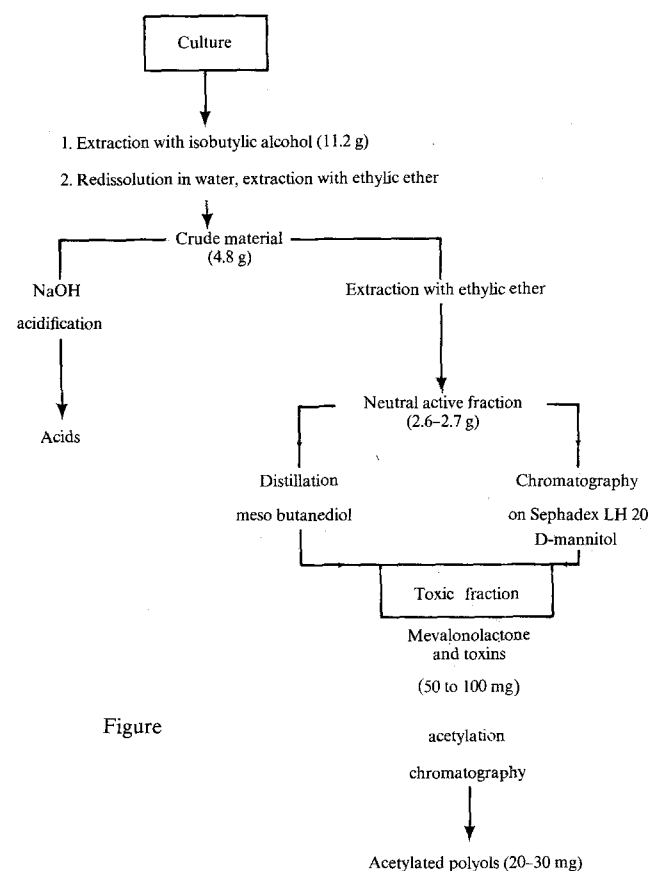 Culture
1. Extraction with isobutylic alcohol (11.2 g)
2. Redissolution in water, extraction with ethylic ether
Crude material
(4.8 g)
NaOH
acidification
Acids
Extraction with ethylic ether
Neutral active fraction
(2.6–2.7 g)
Distillation
meso butanediol
Chromatography
on Sephadex LH 20
D-mannitol
Toxic fraction
Mevalonolactone
and toxins
(50 to 100 mg)
Figure
acetylation
chromatography
Acetylated polyols (20–30 mg)